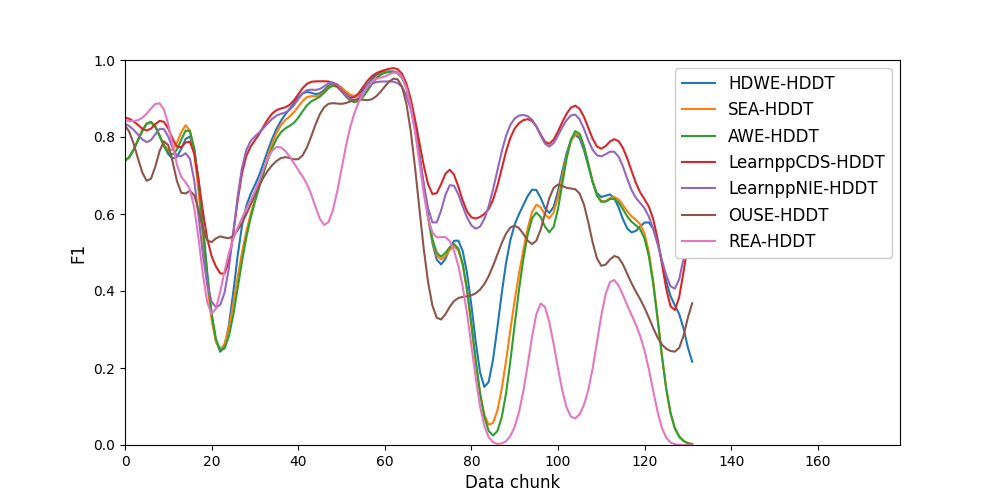 1.0
0.8
0.6
0.4
0.2
0.0
F1
0 20 40 60 80 100 120 140 160
Data chunk
HDWE-HDDT
SEA-HDDT
AWE-HDDT
LearnppCDS-HDDT
LearnppNIE-HDDT
OUSE-HDDT
REA-HDDT